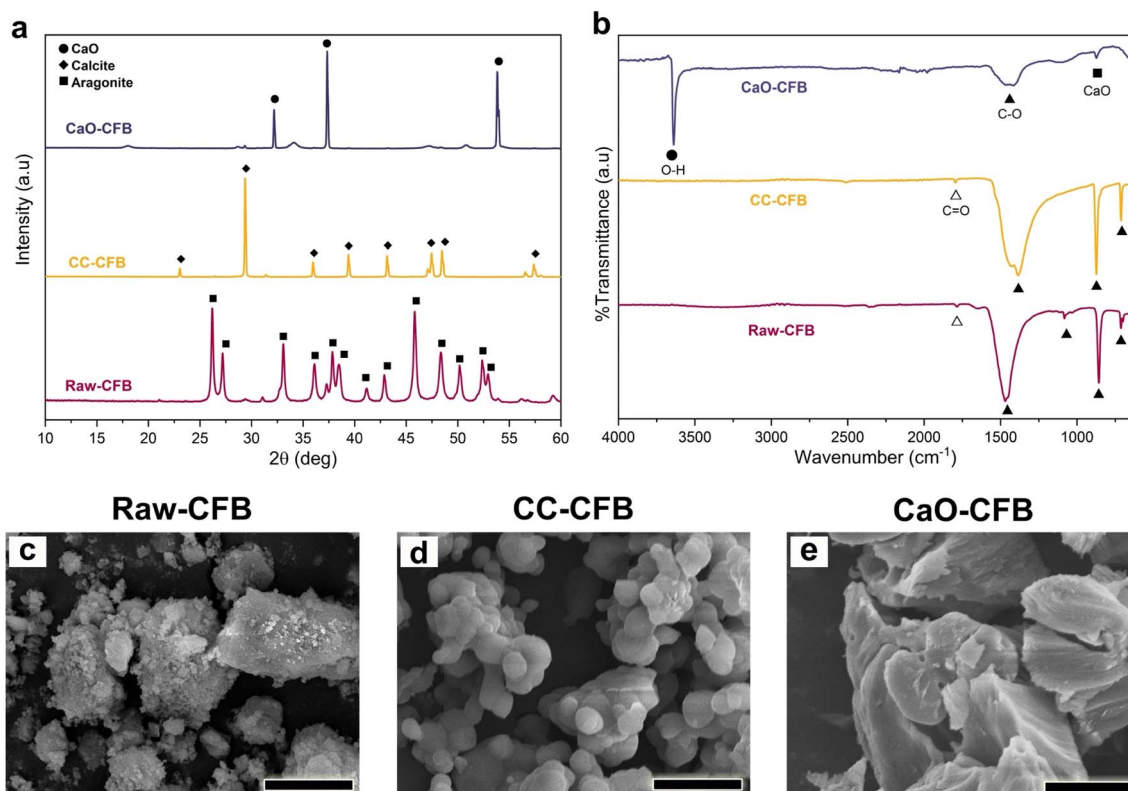 a
CaO
Calcite
Aragonite
CaO-CFB
CC-CFB
Raw-CFB
Intensity (a.u)
10 15 20 25 30 35 40 45 50 55 60
2θ (deg)
b
CaO-CFB
CaO
C-O
O-H
CC-CFB
C=O
Raw-CFB
%Transmittance (a.u)
4000 3500 3000 2500 2000 1500 1000
Wavenumber (cm⁻¹)
Raw-CFB
CC-CFB
CaO-CFB
c
d
e